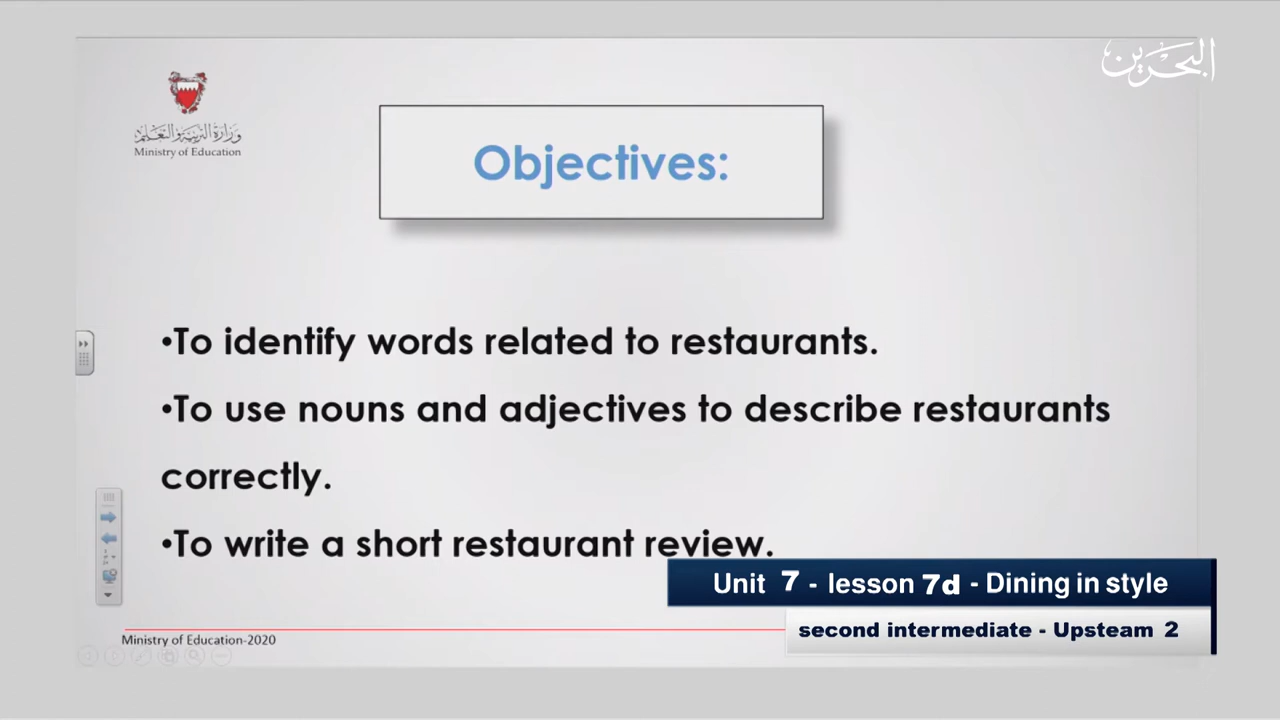 البحرين
وزارة التربية والتعليم
Ministry of Education
Objectives:
•To identify words related to restaurants.
•To use nouns and adjectives to describe restaurants
correctly.
•To write a short restaurant review.
Unit 7 - lesson 7d - Dining in style
second intermediate - Upsteam 2
Ministry of Education-2020